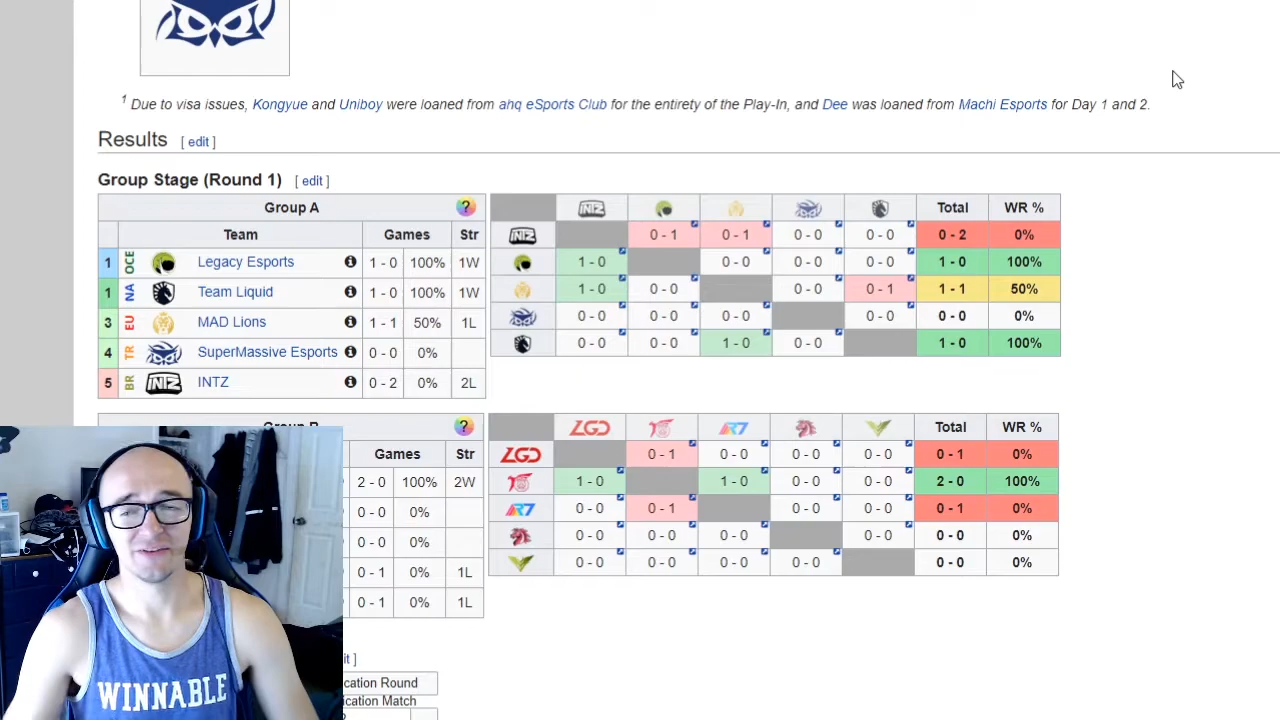 1 Due to visa issues, Kongyue and Uniboy were loaned from ahq eSports Club for the entirety of the Play-In, and Dee was loaned from Machi Esports for Day 1 and 2.
Results [ edit ]
Group Stage (Round 1) [ edit ]
Group A ?
Team Games Str
1 OCE Legacy Esports 1 - 0 100% 1W
1 NA Team Liquid 1 - 0 100% 1W
3 EU MAD Lions 1 - 1 50% 1L
4 TR SuperMassive Esports 0 - 0 0%
5 BR INTZ INTZ 0 - 2 0% 2L
INTZ Total WR %
INTZ 0 - 1 0 - 1 0 - 0 0 - 0 0 - 2 0%
1 - 0 0 - 0 0 - 0 0 - 0 1 - 0 100%
1 - 0 0 - 0 0 - 0 0 - 1 1 - 1 50%
0 - 0 0 - 0 0 - 0 0 - 0 0 - 0 0%
0 - 0 0 - 0 1 - 0 0 - 0 1 - 0 100%
?
Games Str
2 - 0 100% 2W
0 - 0 0%
0 - 0 0%
0 - 1 0% 1L
0 - 1 0% 1L
LGD R7 Total WR %
LGD 0 - 1 0 - 0 0 - 0 0 - 0 0 - 1 0%
1 - 0 1 - 0 0 - 0 0 - 0 2 - 0 100%
R7 0 - 0 0 - 1 0 - 0 0 - 0 0 - 1 0%
0 - 0 0 - 0 0 - 0 0 - 0 0 - 0 0%
0 - 0 0 - 0 0 - 0 0 - 0 0 - 0 0%
WINNABLE